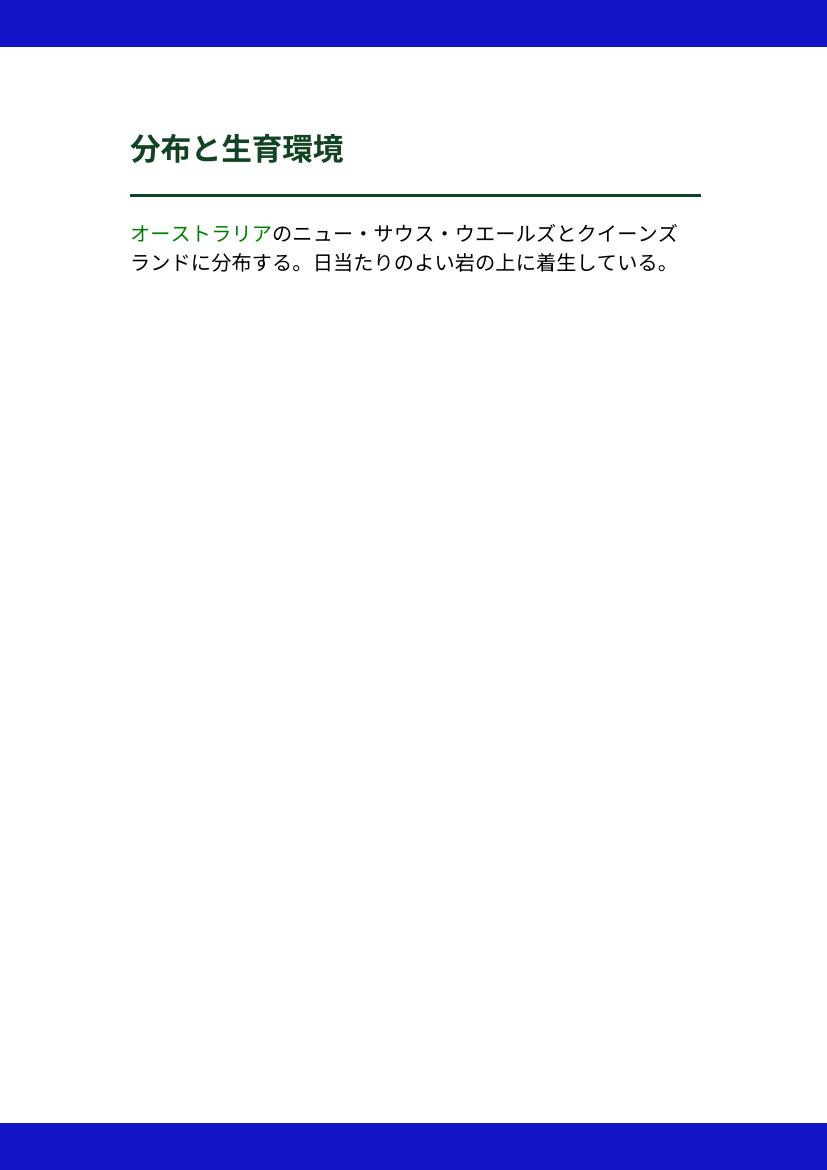 分布と生育環境
オーストラリアのニュー・サウス・ウエールズとクイーンズ
ランドに分布する。日当たりのよい岩の上に着生している。